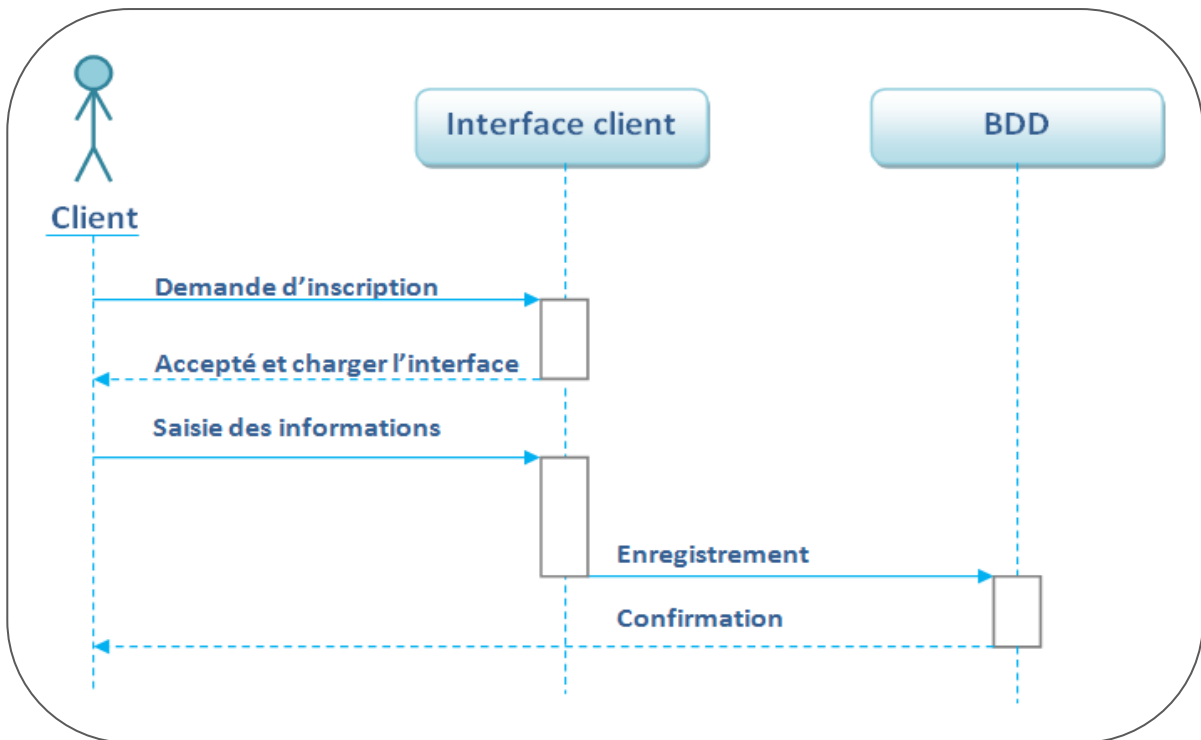 Interface client
BDD
Client
Demande d’inscription
Accepté et charger l’interface
Saisie des informations
Enregistrement
Confirmation